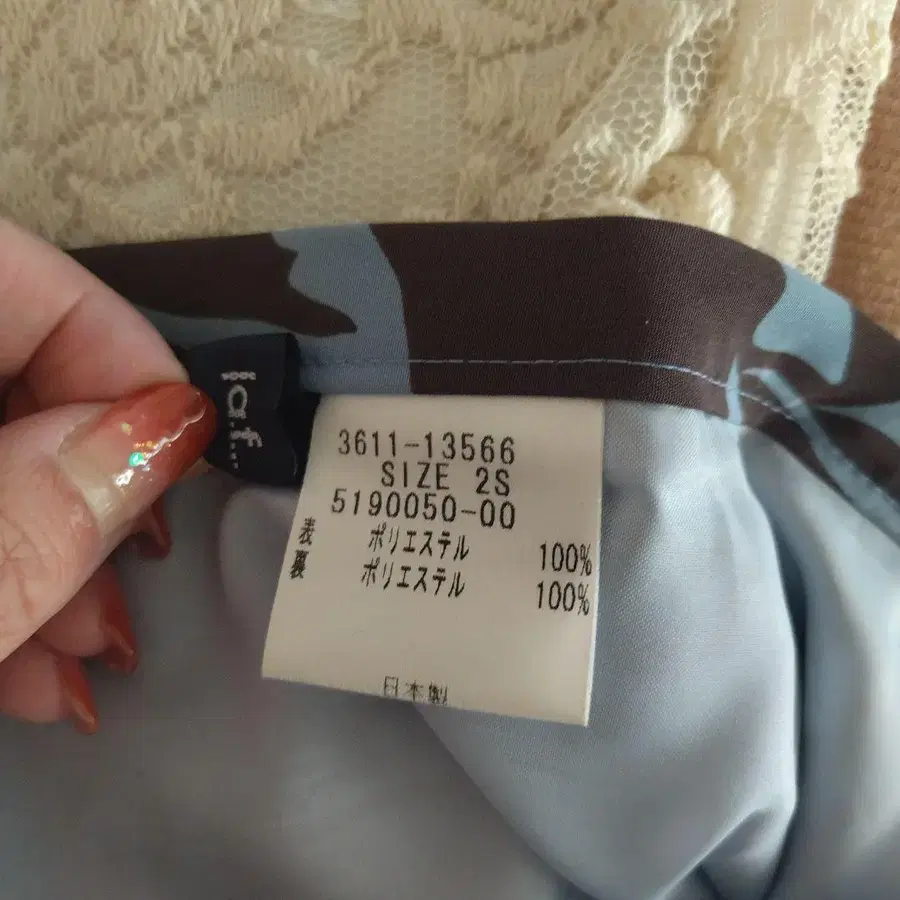 3611-13566
SIZE 2S
5190050-00
表 ポリエステル 100%
裏 ポリエステル 100%
日本製